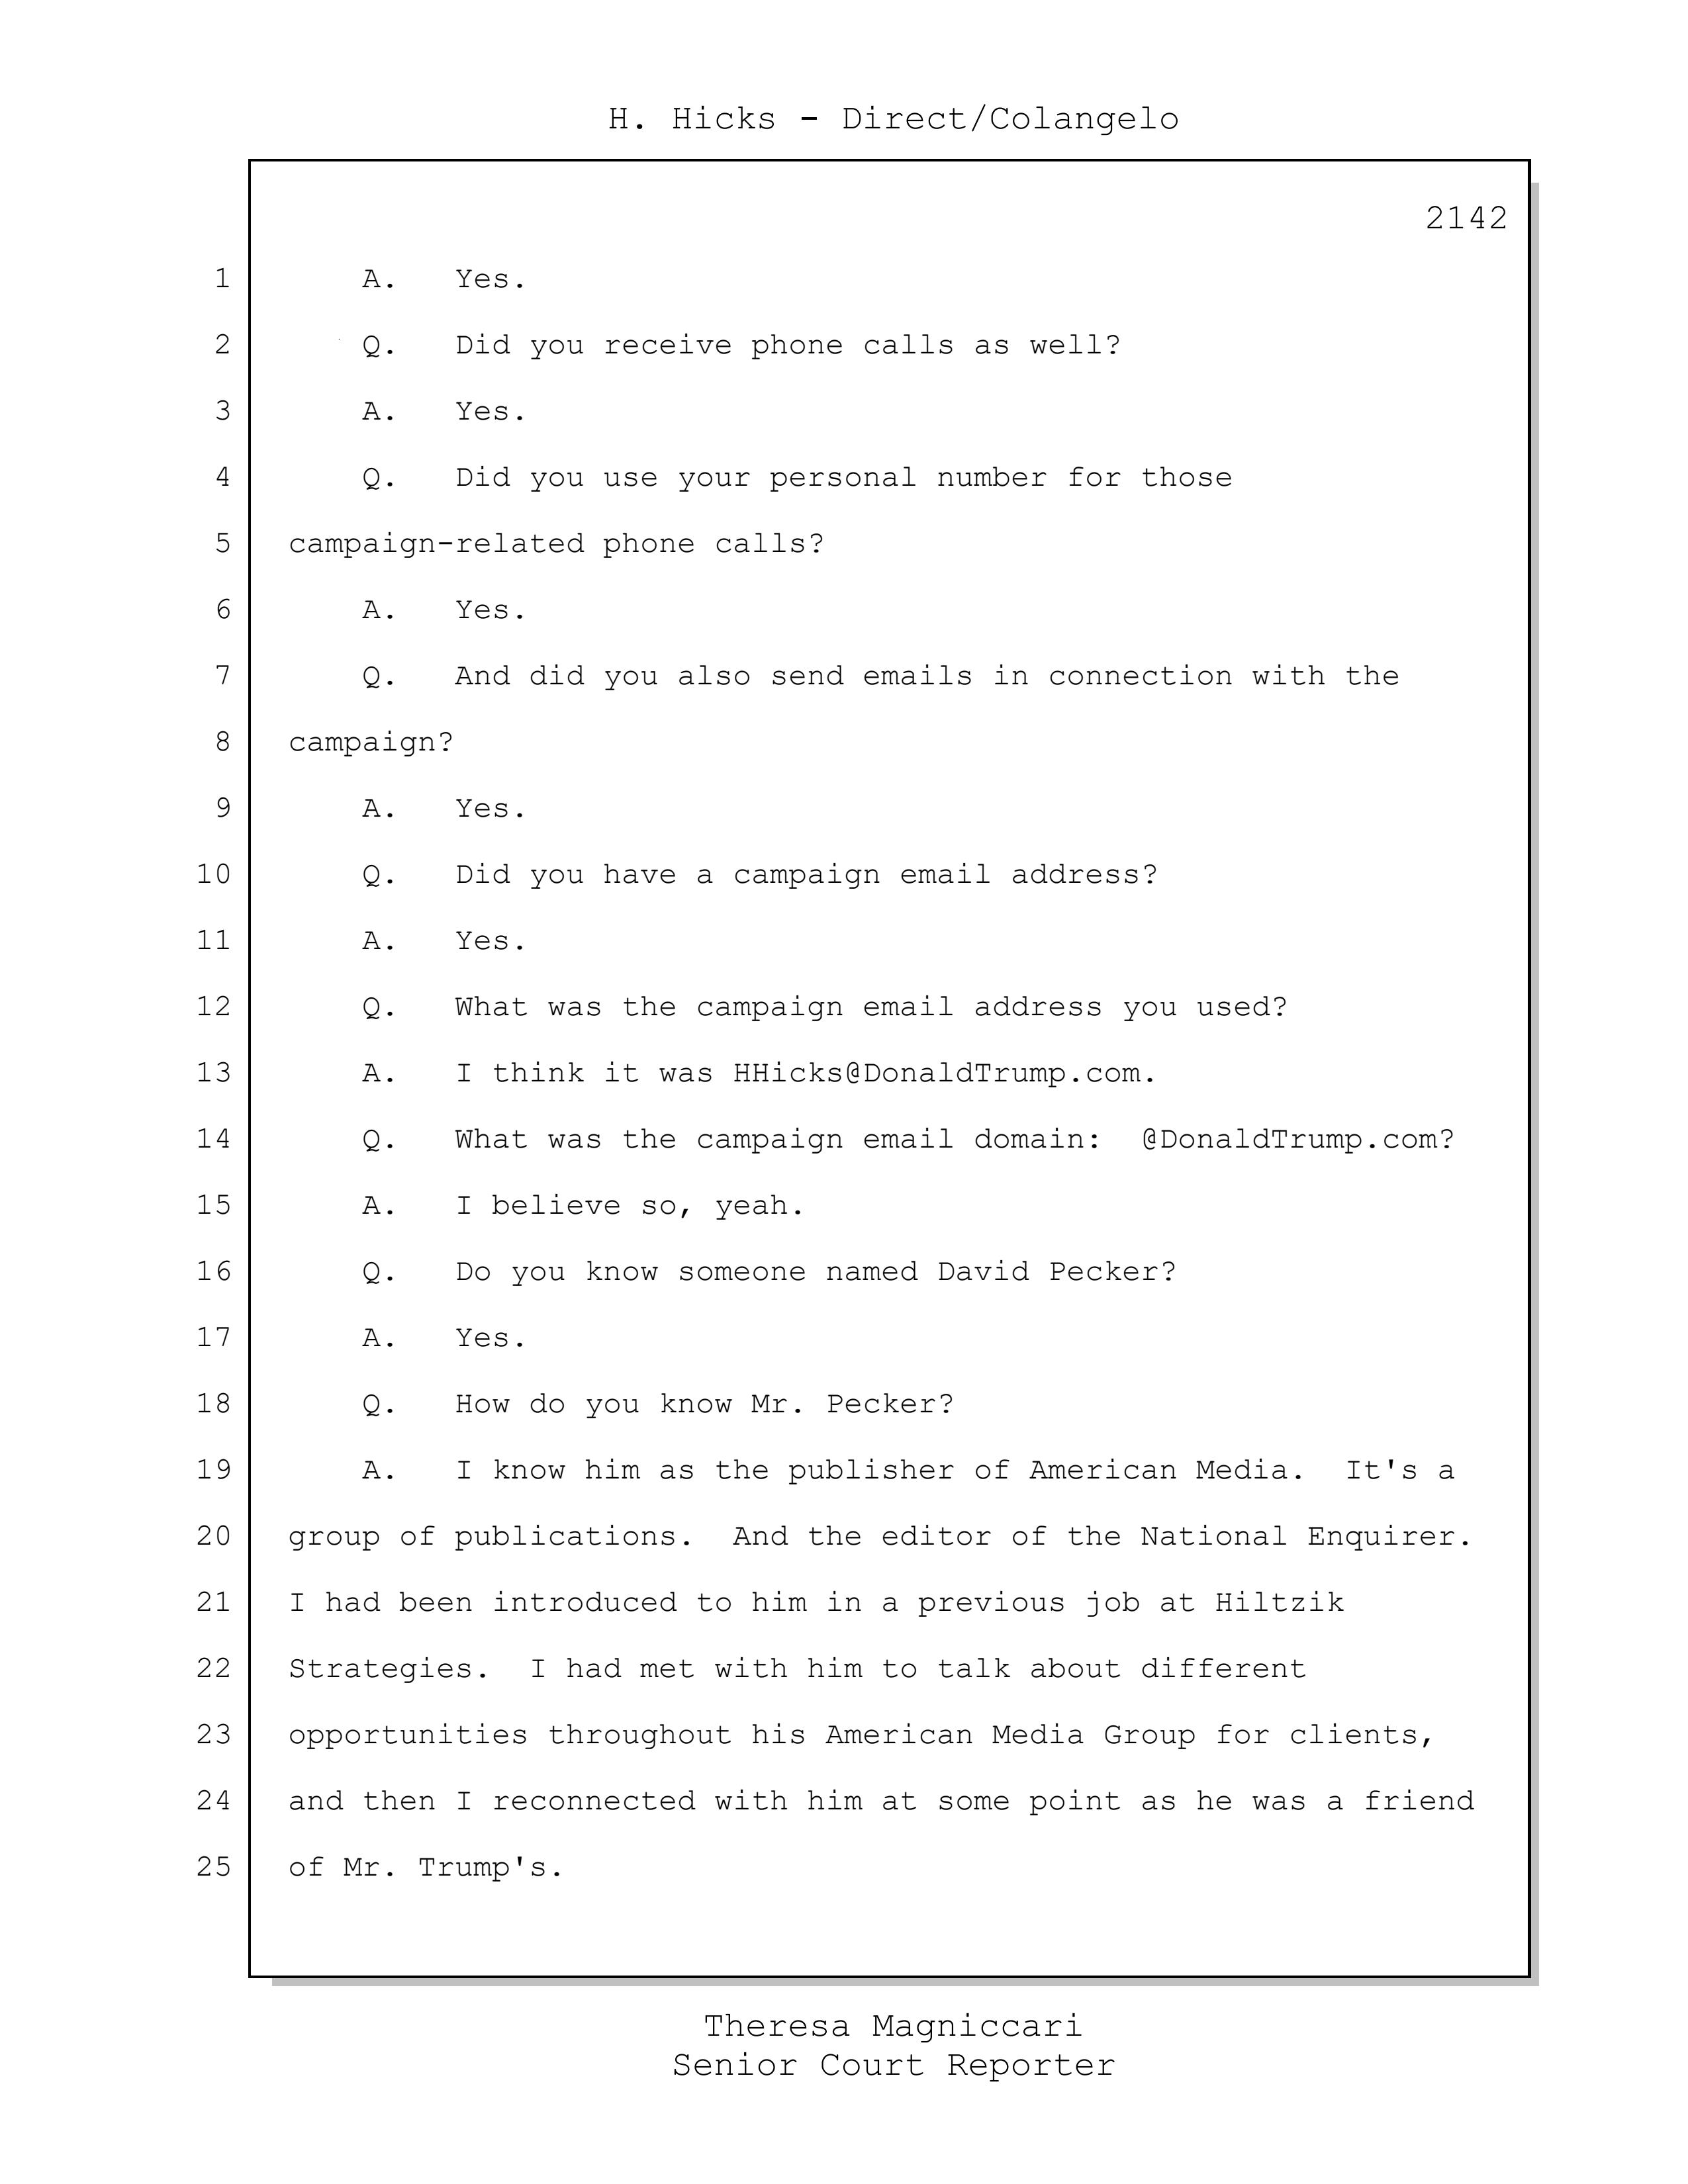 H. Hicks - Direct/Colangelo
2142
1 A. Yes.
2 Q. Did you receive phone calls as well?
3 A. Yes.
4 Q. Did you use your personal number for those
5 campaign-related phone calls?
6 A. Yes.
7 Q. And did you also send emails in connection with the
8 campaign?
9 A. Yes.
10 Q. Did you have a campaign email address?
11 A. Yes.
12 Q. What was the campaign email address you used?
13 A. I think it was HHicks@DonaldTrump.com.
14 Q. What was the campaign email domain: @DonaldTrump.com?
15 A. I believe so, yeah.
16 Q. Do you know someone named David Pecker?
17 A. Yes.
18 Q. How do you know Mr. Pecker?
19 A. I know him as the publisher of American Media. It's a
20 group of publications. And the editor of the National Enquirer.
21 I had been introduced to him in a previous job at Hiltzik
22 Strategies. I had met with him to talk about different
23 opportunities throughout his American Media Group for clients,
24 and then I reconnected with him at some point as he was a friend
25 of Mr. Trump's.
Theresa Magniccari
Senior Court Reporter